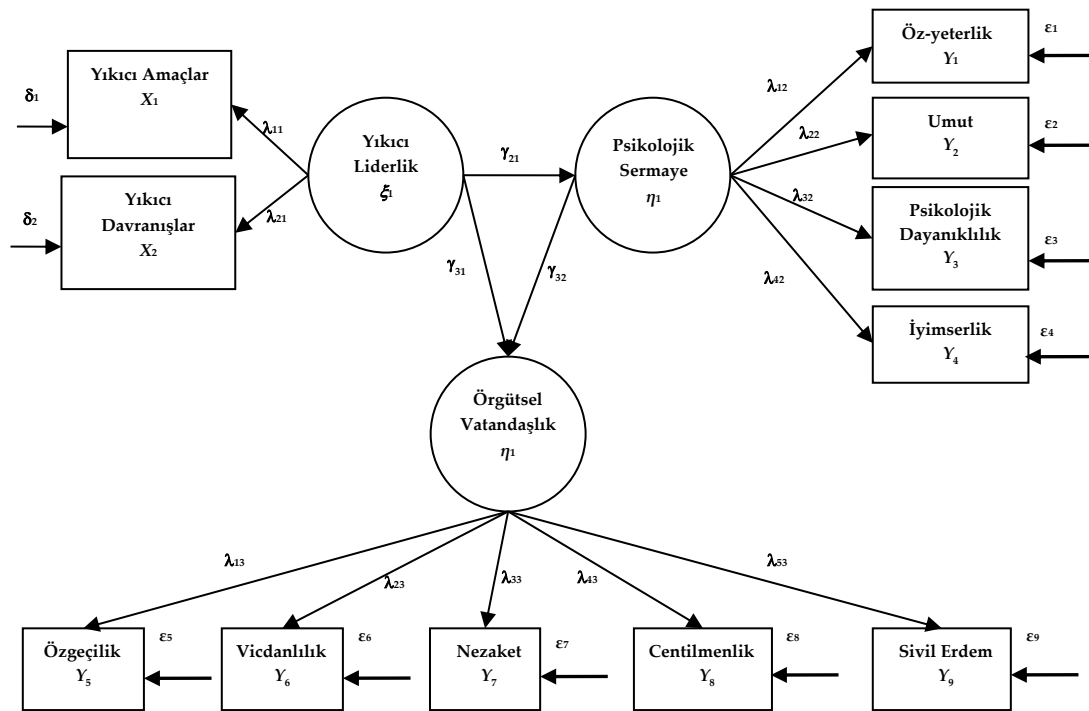 δ1
Yıkıcı Amaçlar
X1
λ11
Yıkıcı
Liderlik
ξ1
γ21
Psikolojik
Sermaye
η1
λ12
Öz-yeterlik
Y1
ε1
λ22
Umut
Y2
ε2
δ2
Yıkıcı
Davranışlar
X2
λ21
λ32
Psikolojik
Dayanıklılık
Y3
ε3
γ31
γ32
λ42
İyimserlik
Y4
ε4
Örgütsel
Vatandaşlık
η1
λ13
λ23
λ33
λ43
λ53
Özgeçilik
Y5
ε5
Vicdanlılık
Y6
ε6
Nezaket
Y7
ε7
Centilmenlik
Y8
ε8
Sivil Erdem
Y9
ε9